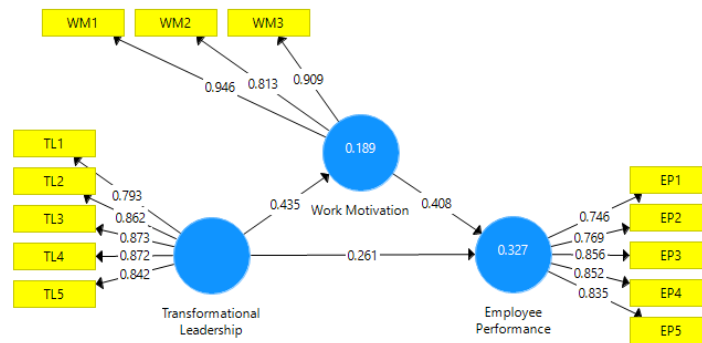 WM1 WM2 WM3
0.946 0.813 0.909
TL1
TL2
TL3
TL4
TL5
0.793
0.862
0.873
0.872
0.842
0.189
Work Motivation
0.435
0.408
0.261
Transformational
Leadership
0.327
Employee
Performance
0.746
0.769
0.856
0.852
0.835
EP1
EP2
EP3
EP4
EP5